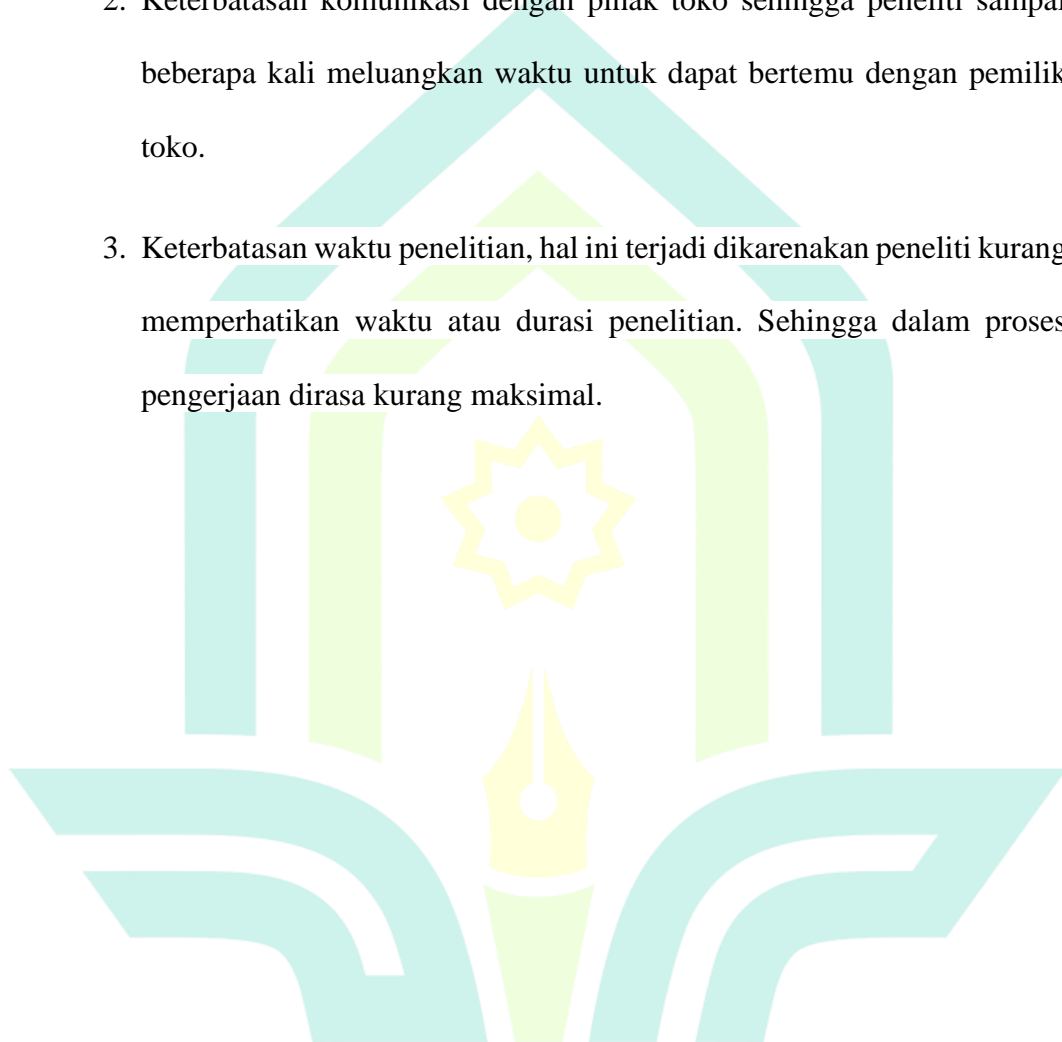 2. Keterbatasan komunikasi dengan pihak toko sehingga peneliti sampai
beberapa kali meluangkan waktu untuk dapat bertemu dengan pemilik
toko.
3. Keterbatasan waktu penelitian, hal ini terjadi dikarenakan peneliti kurang
memperhatikan waktu atau durasi penelitian. Sehingga dalam proses
pengerjaan dirasa kurang maksimal.